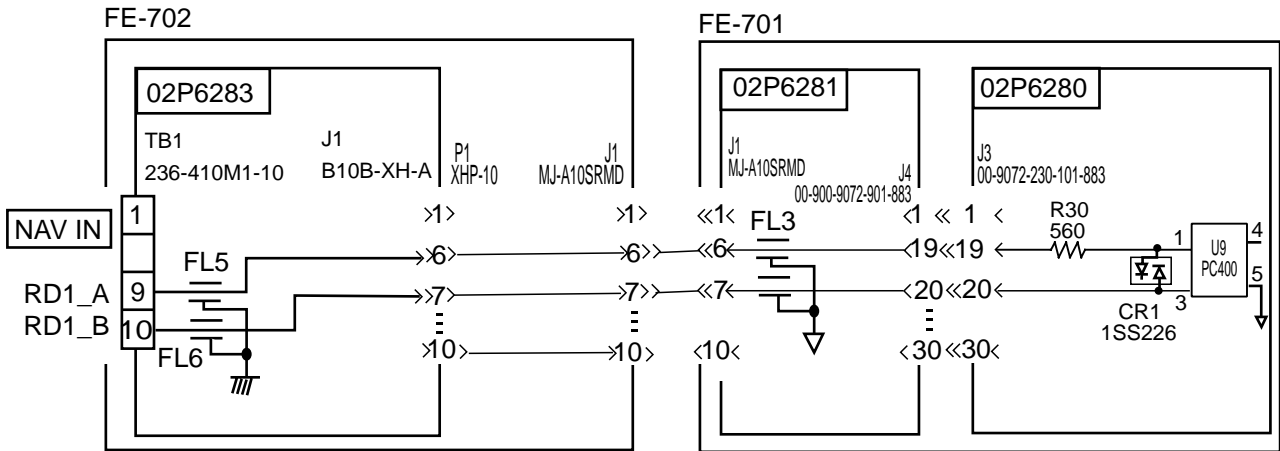 FE-702
FE-701
02P6283
02P6281
02P6280
TB1
236-410M1-10
J1
B10B-XH-A
P1
XHP-10
J1
MJ-A10SRMD
J1
MJ-A10SRMD
J4
00-900-9072-901-883
J3
00-9072-230-101-883
NAV IN
1
1
1
1
1
1
FL3
R30
560
FL5
6
6
6
19
19
1
U9
PC400
4
RD1_A
9
7
7
7
20
20
3
5
RD1_B
10
CR1
1SS226
FL6
10
10
10
30
30